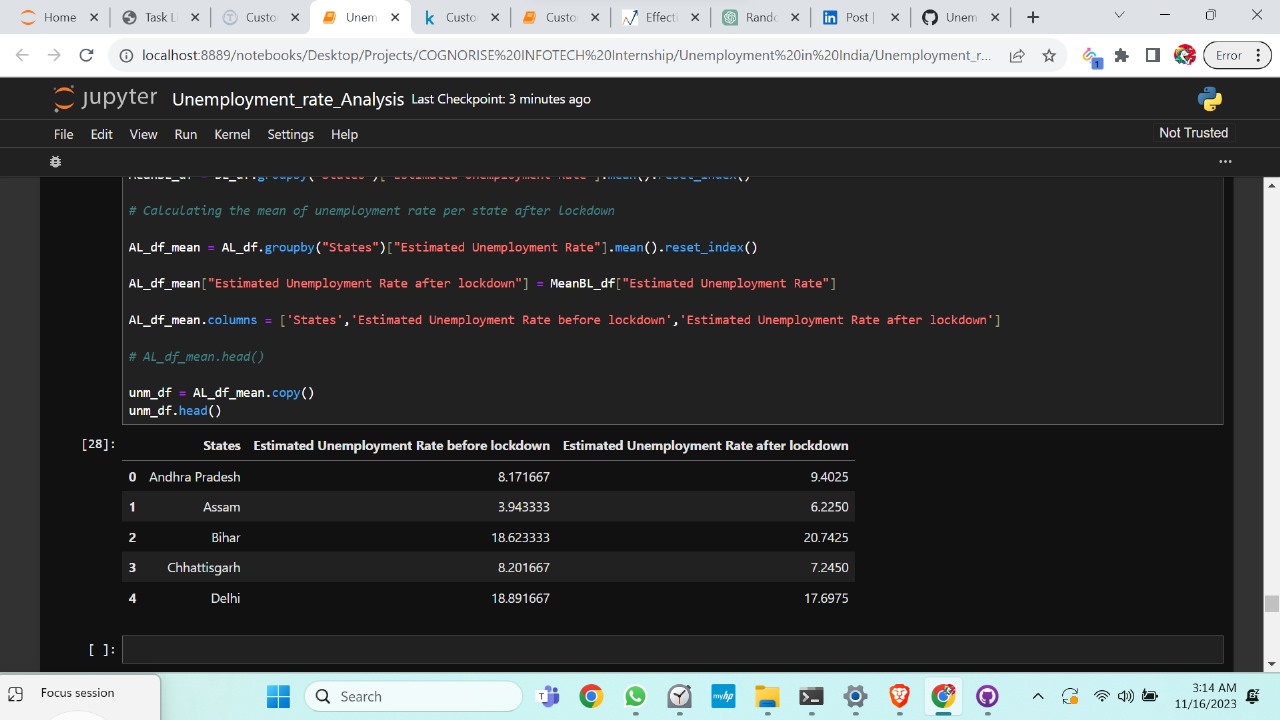 Home
Task Li
Custo
Unem
Custo
Custo
Effecti
Rando
Post |
Unem
localhost:8889/notebooks/Desktop/Projects/COGNORISE%20INFOTECH%20Internship/Unemployment%20in%20India/Unemployment_r...
1
Error
jupyter Unemployment_rate_Analysis Last Checkpoint: 3 minutes ago
File Edit View Run Kernel Settings Help
Not Trusted
# Calculating the mean of unemployment rate per state after lockdown
AL_df_mean = AL_df.groupby("States")["Estimated Unemployment Rate"].mean().reset_index()
AL_df_mean["Estimated Unemployment Rate after lockdown"] = MeanBL_df["Estimated Unemployment Rate"]
AL_df_mean.columns = ['States','Estimated Unemployment Rate before lockdown','Estimated Unemployment Rate after lockdown']
# AL_df_mean.head()
unm_df = AL_df_mean.copy()
unm_df.head()
[28]:
States Estimated Unemployment Rate before lockdown Estimated Unemployment Rate after lockdown
0 Andhra Pradesh 8.171667 9.4025
1 Assam 3.943333 6.2250
2 Bihar 18.623333 20.7425
3 Chhattisgarh 8.201667 7.2450
4 Delhi 18.891667 17.6975
[ ]:
Focus session
Search
myhp
3:14 AM
11/16/2023